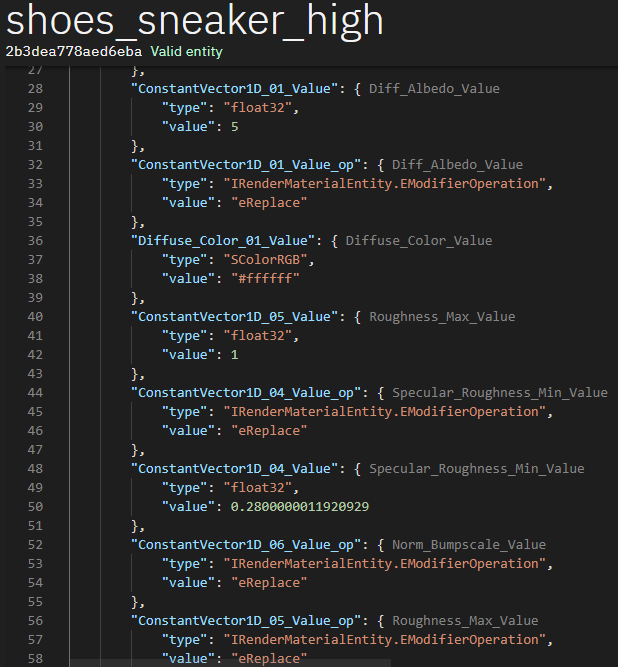 shoes_sneaker_high
2b3dea778aed6eba Valid entity
27 },
28 "ConstantVector1D_01_Value": { Diff_Albedo_Value
29 "type": "float32",
30 "value": 5
31 },
32 "ConstantVector1D_01_Value_op": { Diff_Albedo_Value
33 "type": "IRenderMaterialEntity.EModifierOperation",
34 "value": "eReplace"
35 },
36 "Diffuse_Color_01_Value": { Diffuse_Color_Value
37 "type": "SColorRGB",
38 "value": "#ffffff"
39 },
40 "ConstantVector1D_05_Value": { Roughness_Max_Value
41 "type": "float32",
42 "value": 1
43 },
44 "ConstantVector1D_04_Value_op": { Specular_Roughness_Min_Value
45 "type": "IRenderMaterialEntity.EModifierOperation",
46 "value": "eReplace"
47 },
48 "ConstantVector1D_04_Value": { Specular_Roughness_Min_Value
49 "type": "float32",
50 "value": 0.2800000011920929
51 },
52 "ConstantVector1D_06_Value_op": { Norm_Bumpscale_Value
53 "type": "IRenderMaterialEntity.EModifierOperation",
54 "value": "eReplace"
55 },
56 "ConstantVector1D_05_Value_op": { Roughness_Max_Value
57 "type": "IRenderMaterialEntity.EModifierOperation",
58 "value": "eReplace"